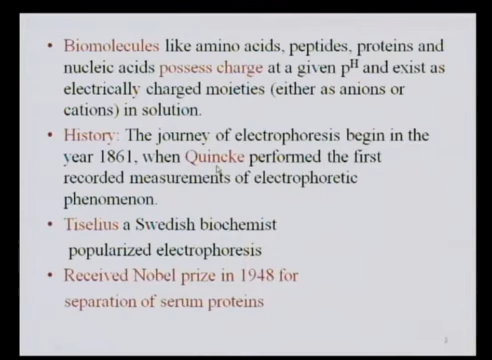 • Biomolecules like amino acids, peptides, proteins and
nucleic acids possess charge at a given pH and exist as
electrically charged moieties (either as anions or
cations) in solution.
• History: The journey of electrophoresis begin in the
year 1861, when Quincke performed the first
recorded measurements of electrophoretic
phenomenon.
• Tiselius a Swedish biochemist
popularized electrophoresis
• Received Nobel prize in 1948 for
separation of serum proteins
2